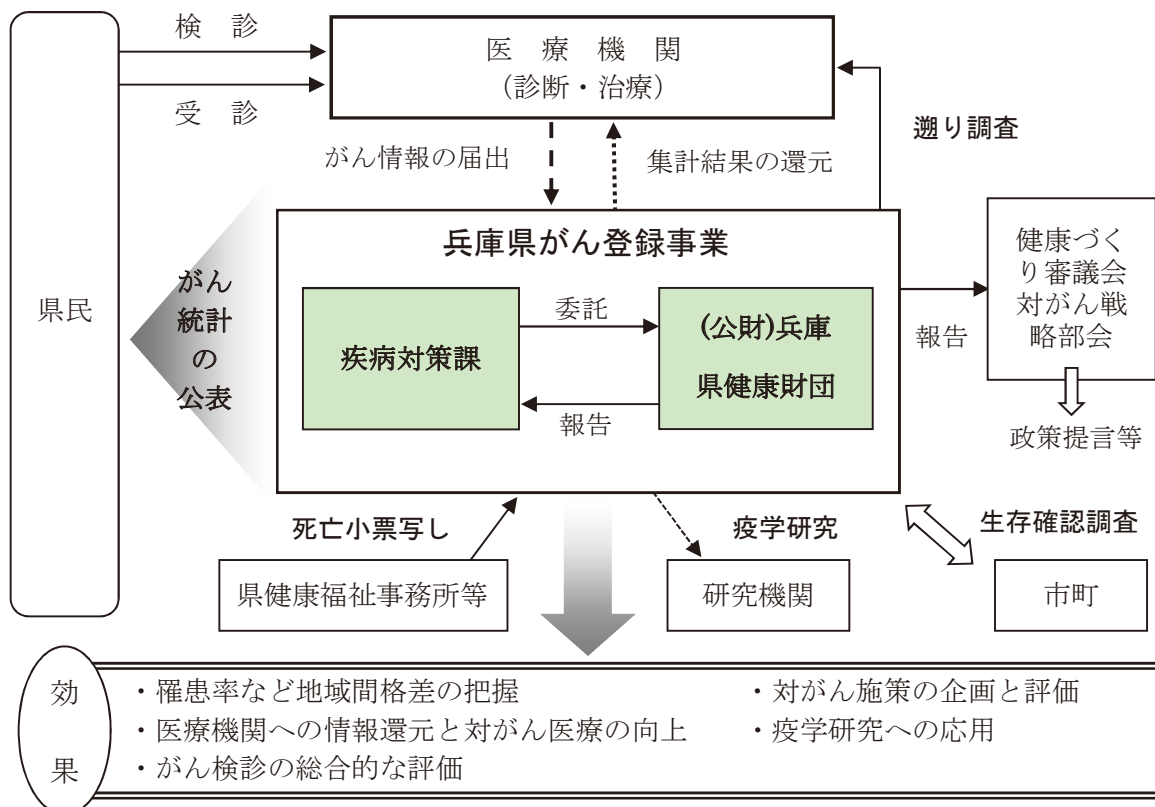 検　診
受　診
医　療　機　関
（診断・治療）
遡り調査
がん情報の届出
集計結果の還元
県民
がん
統計
の
公表
兵庫県がん登録事業
疾病対策課
委託
報告
(公財)兵庫
県健康財団
報告
健康づく
り審議会
対がん戦
略部会
政策提言等
死亡小票写し
疫学研究
生存確認調査
県健康福祉事務所等
研究機関
市町
効
果
・罹患率など地域間格差の把握
・医療機関への情報還元と対がん医療の向上
・がん検診の総合的な評価
・対がん施策の企画と評価
・疫学研究への応用